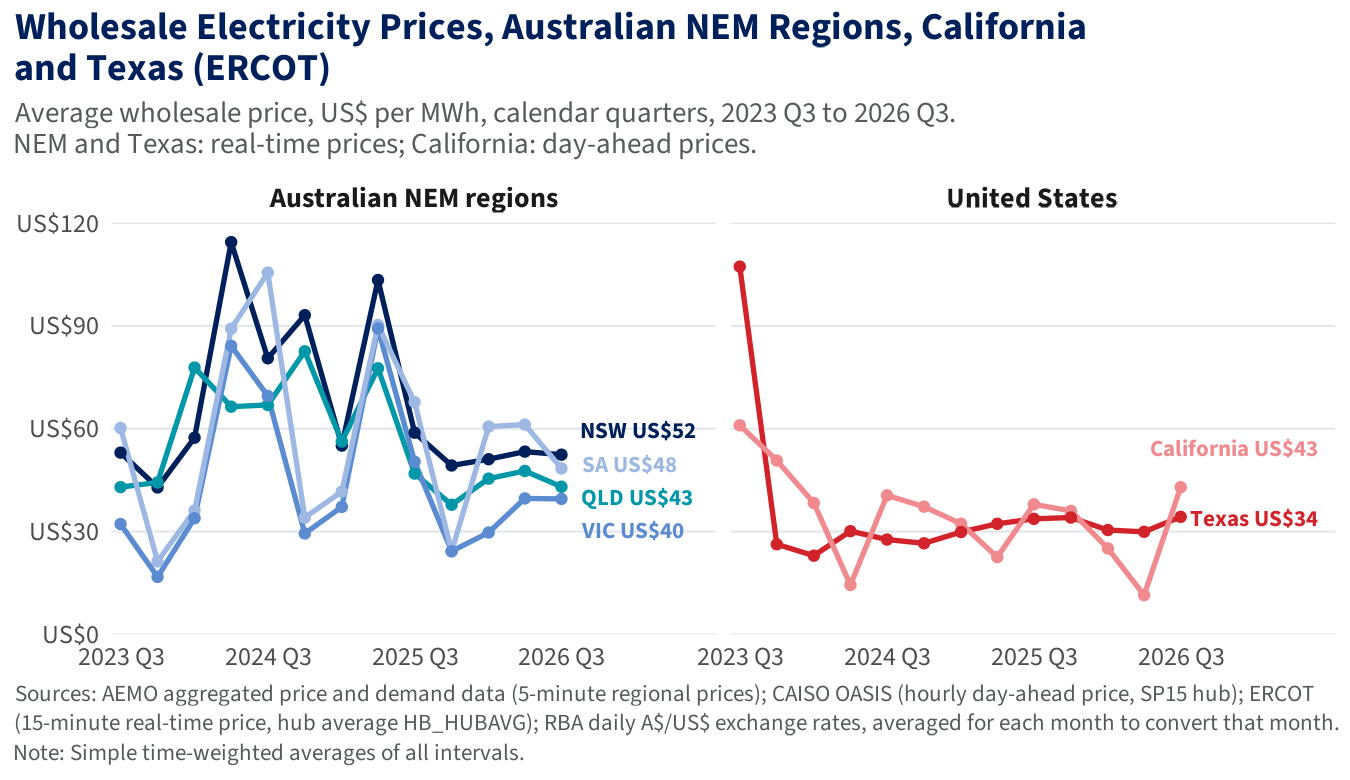 Wholesale Electricity Prices, Australian NEM Regions, California
and Texas (ERCOT)
Average wholesale price, US$ per MWh, calendar quarters, 2023 Q3 to 2026 Q3.
NEM and Texas: real-time prices; California: day-ahead prices.
Australian NEM regions
United States
US$120
US$90
US$60
US$30
US$0
NSW US$52
SA US$48
QLD US$43
VIC US$40
California US$43
Texas US$34
2023 Q3 2024 Q3 2025 Q3 2026 Q3
2023 Q3 2024 Q3 2025 Q3 2026 Q3
Sources: AEMO aggregated price and demand data (5-minute regional prices); CAISO OASIS (hourly day-ahead price, SP15 hub); ERCOT
(15-minute real-time price, hub average HB_HUBAVG); RBA daily A$/US$ exchange rates, averaged for each month to convert that month.
Note: Simple time-weighted averages of all intervals.